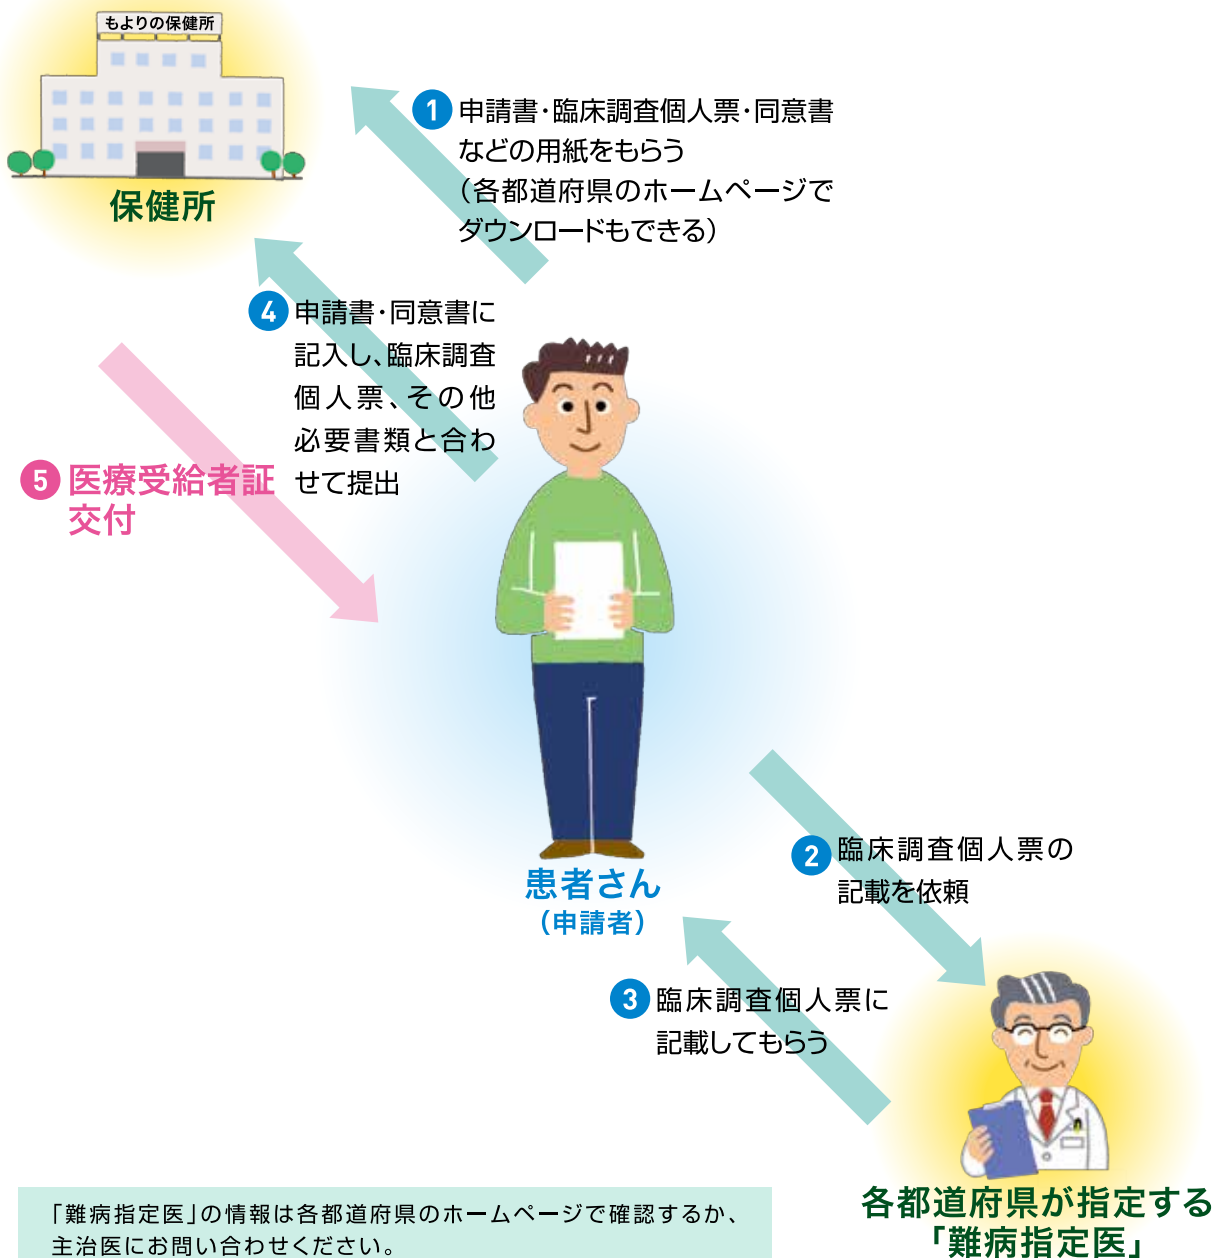 もよりの保健所
保健所
1 申請書・臨床調査個人票・同意書
などの用紙をもらう
(各都道府県のホームページで
ダウンロードもできる)
4 申請書・同意書に
記入し、臨床調査
個人票、その他
必要書類と合わ
せて提出
5 医療受給者証
交付
患者さん
(申請者)
2 臨床調査個人票の
記載を依頼
3 臨床調査個人票に
記載してもらう
各都道府県が指定する
「難病指定医」
「難病指定医」の情報は各都道府県のホームページで確認するか、
主治医にお問い合わせください。